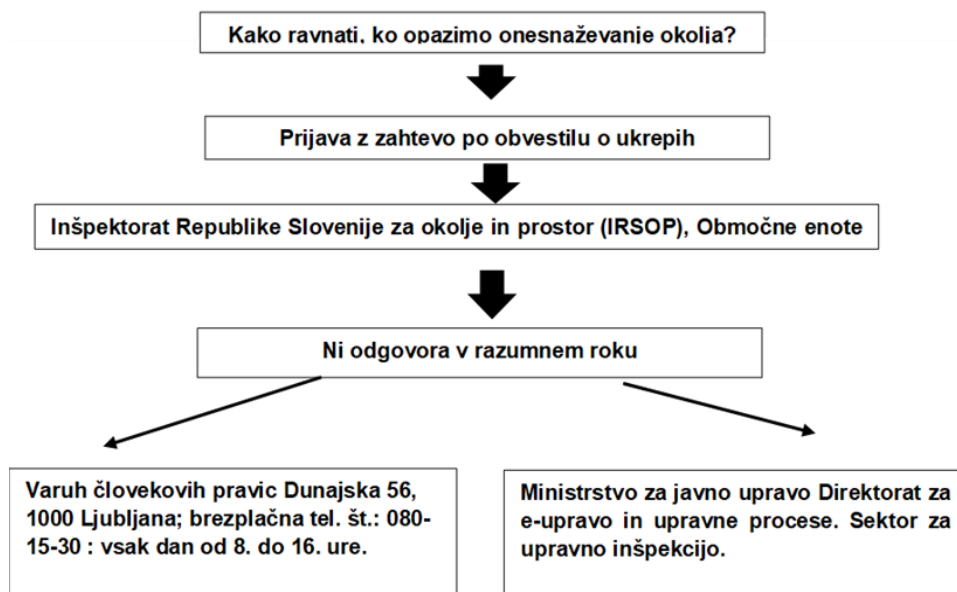 Kako ravnati, ko opazimo onesnaževanje okolja?
Prijava z zahtevo po obvestilu o ukrepih
Inšpektorat Republike Slovenije za okolje in prostor (IRSOP), Območne enote
Ni odgovora v razumnem roku
Varuh človekovih pravic Dunajska 56,
1000 Ljubljana; brezplačna tel. št.: 080-
15-30 : vsak dan od 8. do 16. ure.
Ministrstvo za javno upravo Direktorat za
e-upravo in upravne procese. Sektor za
upravno inšpekcijo.